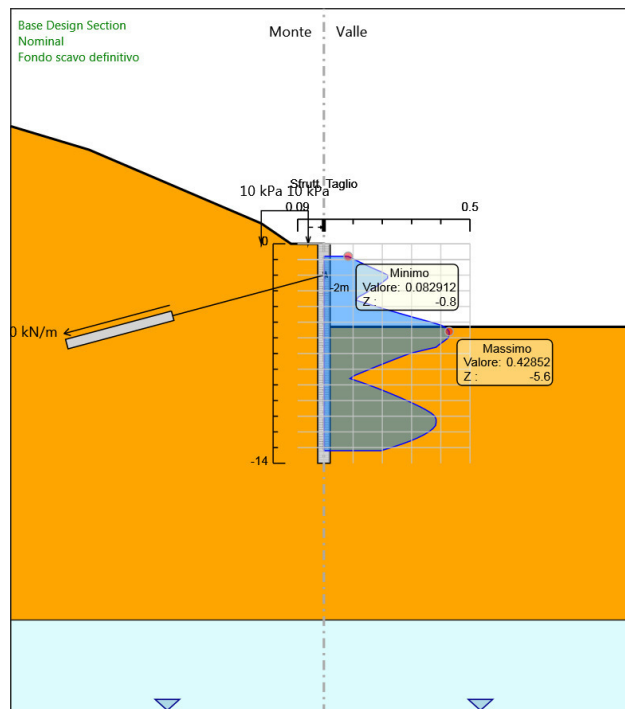 Base Design Section
Nominal
Fondo scavo definitivo
Monte Valle
Sfrutt. Taglio
10 kPa 10 kPa
0.09 0.5
0
Minimo
Valore: 0.082912
Z : -0.8
-2m
0 kN/m
Massimo
Valore: 0.42852
Z : -5.6
-14